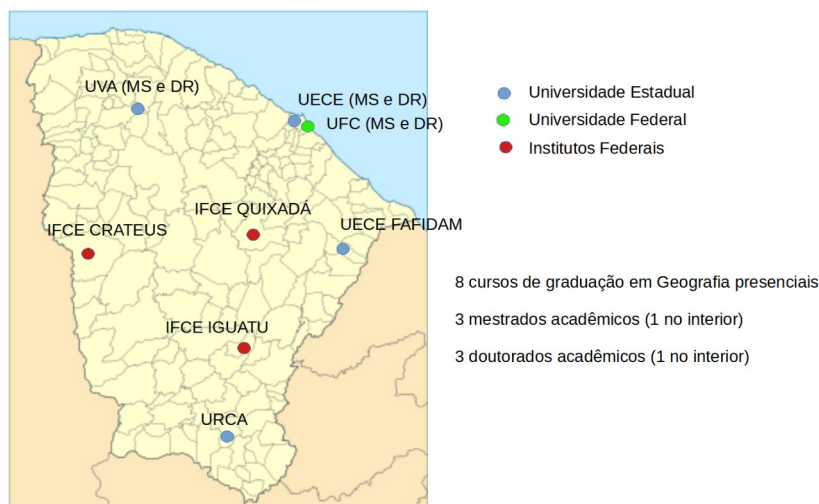 UVA (MS e DR)
UECE (MS e DR)
UFC (MS e DR)
IFCE QUIXADÁ
IFCE CRATEUS
UECE FAFIDAM
IFCE IGUATU
URCA
Universidade Estadual
Universidade Federal
Institutos Federais
8 cursos de graduação em Geografia presenciais
3 mestrados acadêmicos (1 no interior)
3 doutorados acadêmicos (1 no interior)